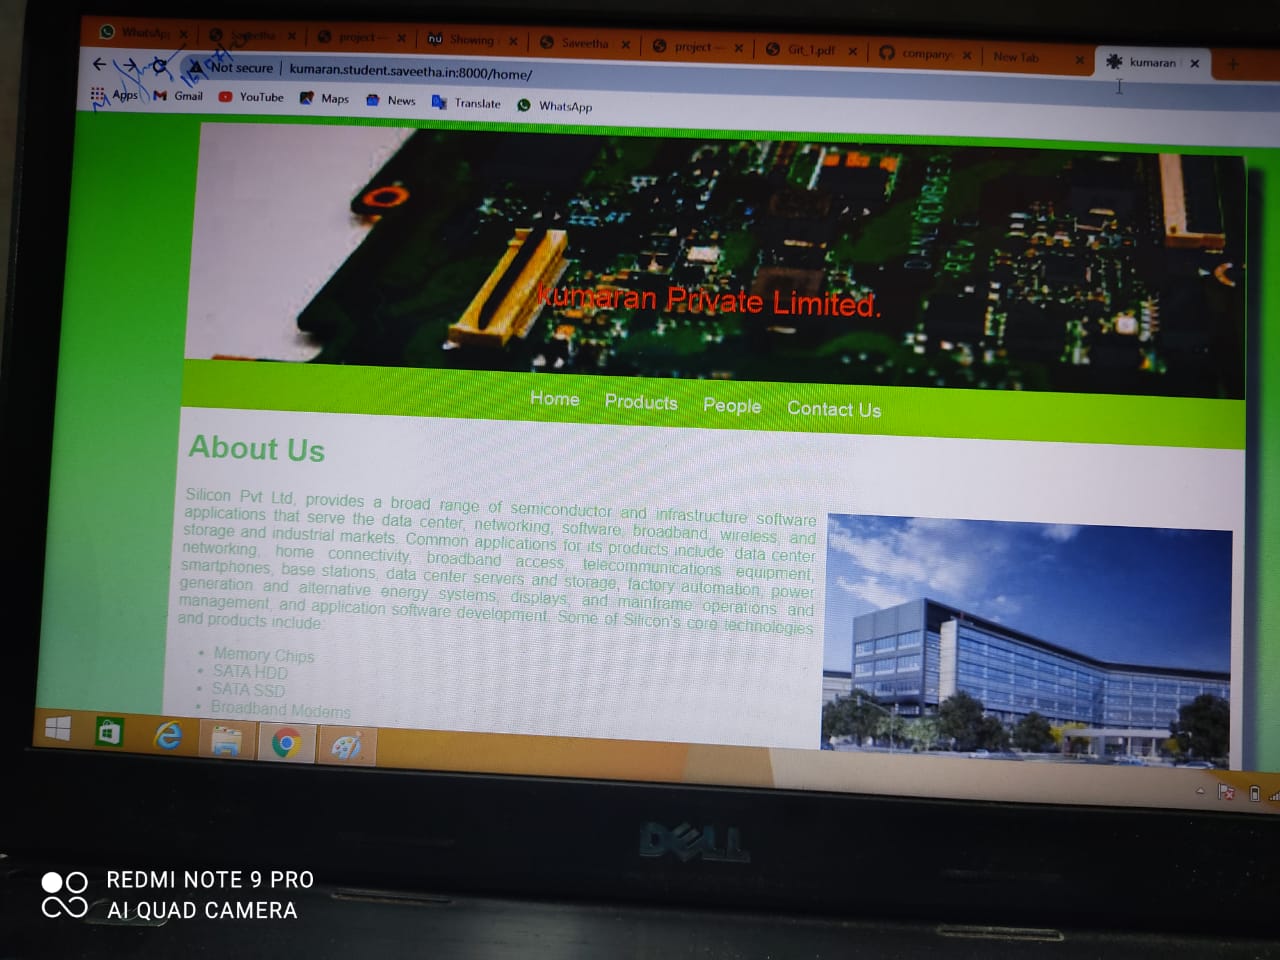 WhatsApp
Saveetha
project —
Showing
Saveetha
project —
Git_1.pdf
company
New Tab
kumaran
Not secure
kumaran.student.saveetha.in:8000/home/
Apps
Gmail
YouTube
Maps
News
Translate
WhatsApp
kumaran Private Limited.
Home
Products
People
Contact Us
About Us
Silicon Pvt Ltd, provides a broad range of semiconductor and infrastructure software
applications that serve the data center, networking, software, broadband, wireless, and
storage and industrial markets. Common applications for its products include: data center
networking, home connectivity, broadband access, telecommunications equipment,
smartphones, base stations, data center servers and storage, factory automation, power
generation and alternative energy systems, displays, and mainframe operations and
management, and application software development. Some of Silicon's core technologies
and products include:
• Memory Chips
• SATA HDD
• SATA SSD
• Broadband Modems
DELL
REDMI NOTE 9 PRO
AI QUAD CAMERA